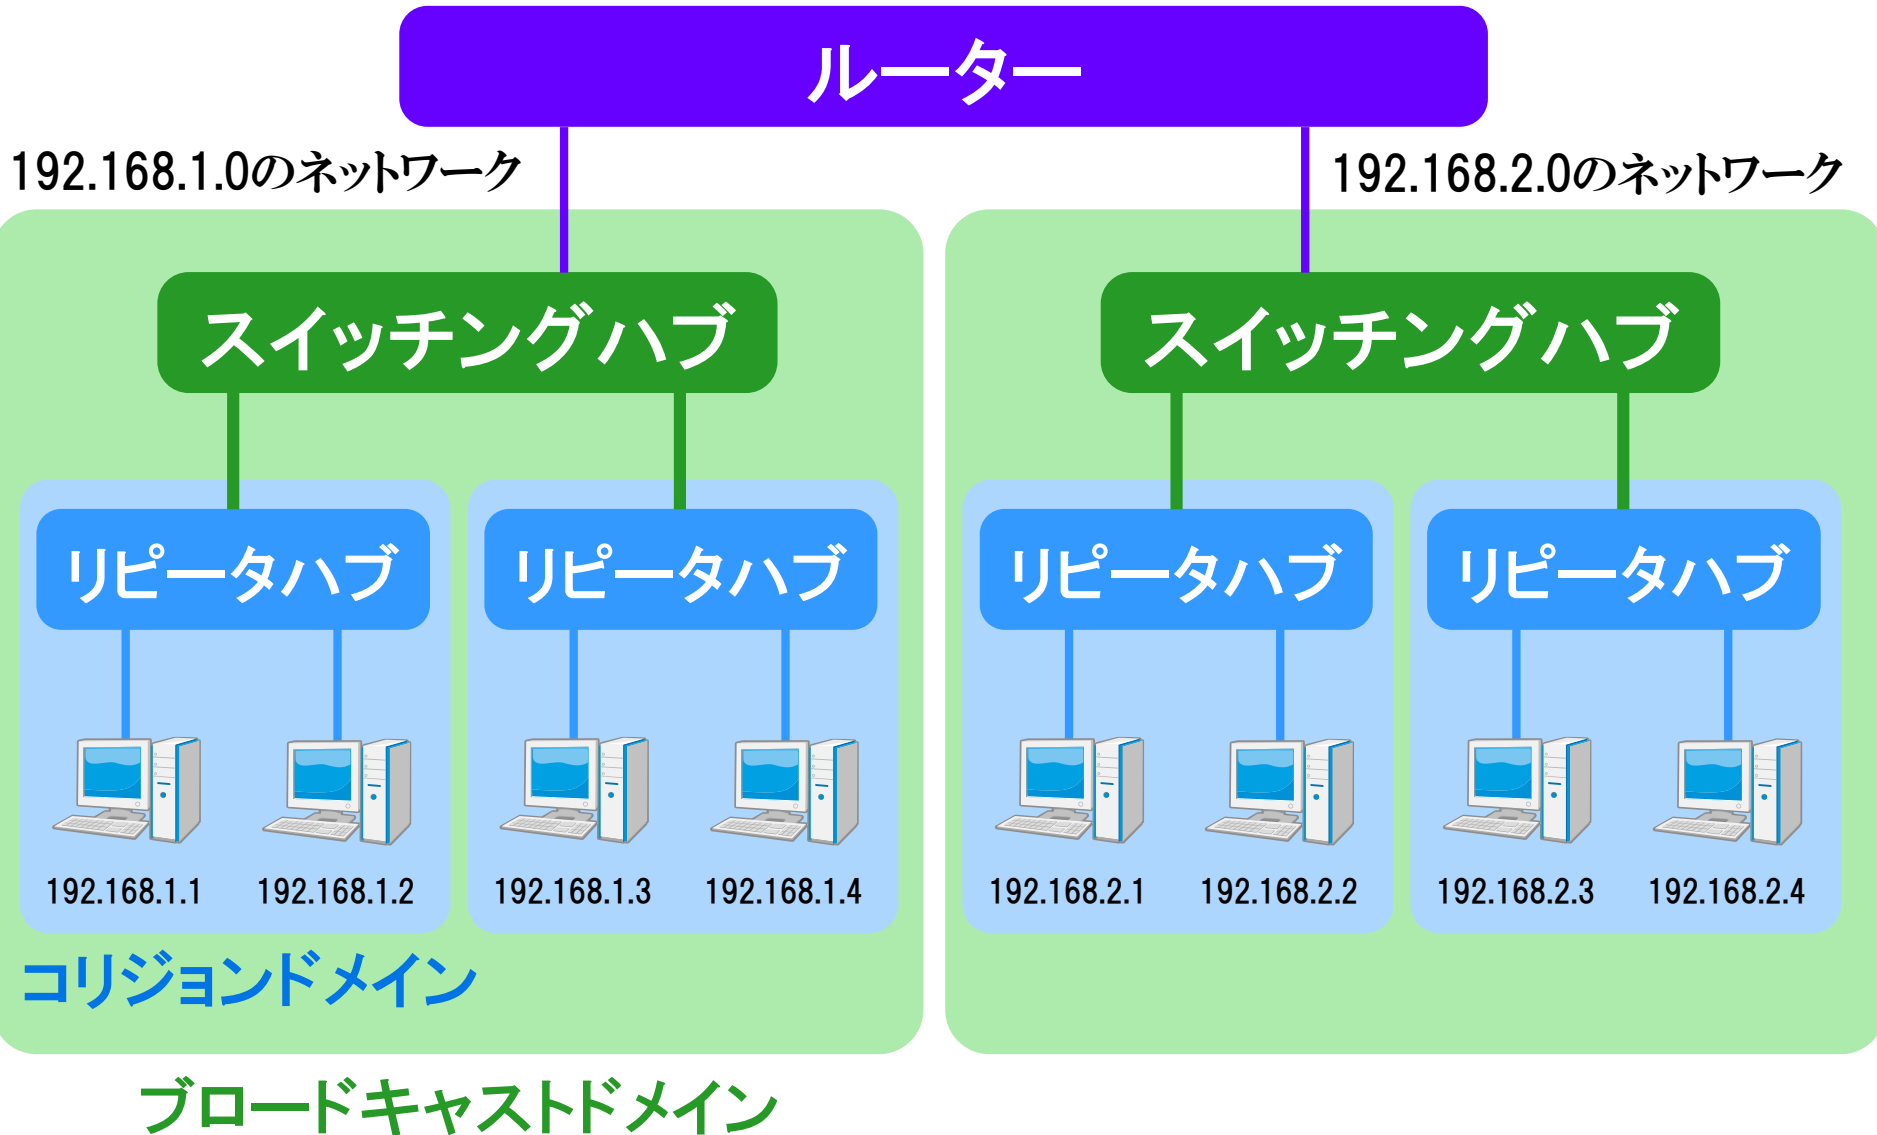 ルーター
192.168.1.0のネットワーク
192.168.2.0のネットワーク
スイッチングハブ
スイッチングハブ
リピータハブ
リピータハブ
リピータハブ
リピータハブ
192.168.1.1
192.168.1.2
192.168.1.3
192.168.1.4
192.168.2.1
192.168.2.2
192.168.2.3
192.168.2.4
コリジョンドメイン
ブロードキャストドメイン